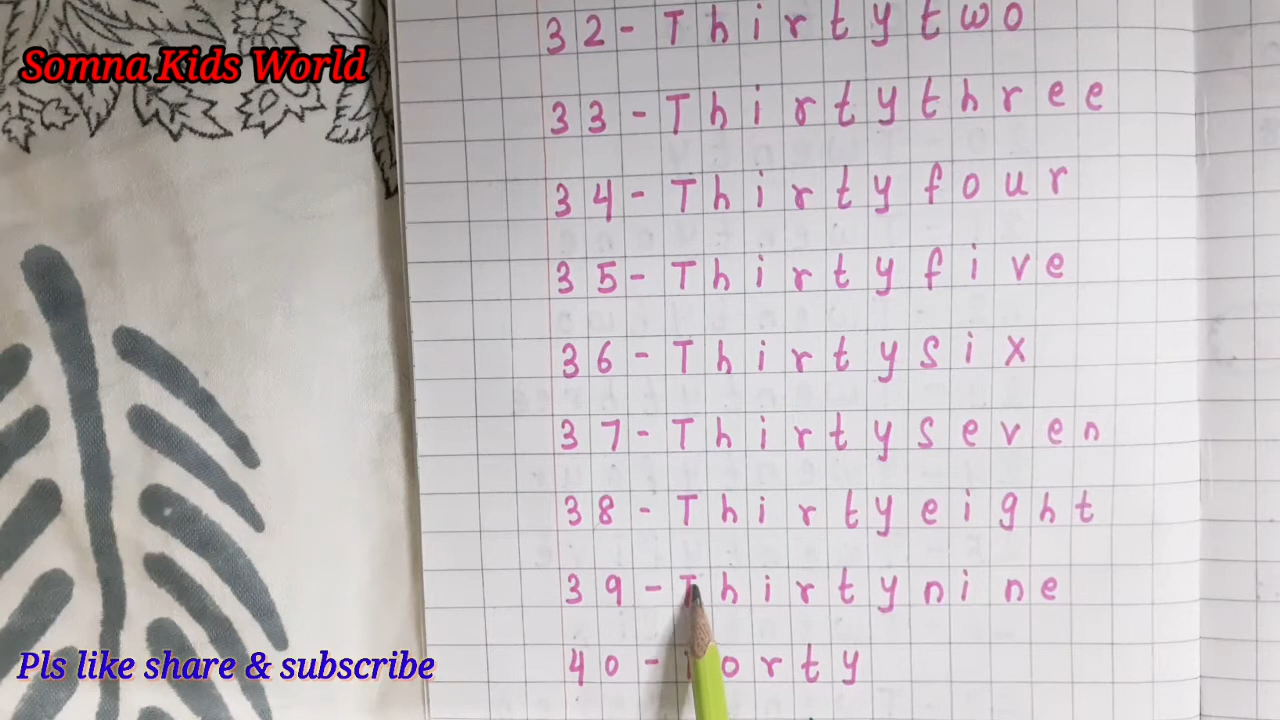 Somna Kids World
32-Thirtytwo
33-Thirtythree
34-Thirtyfour
35-Thirtyfive
36-Thirtysix
37-Thirtyseven
38-Thirtyeight
39-Thirtynine
40-Forty
Pls like share & subscribe